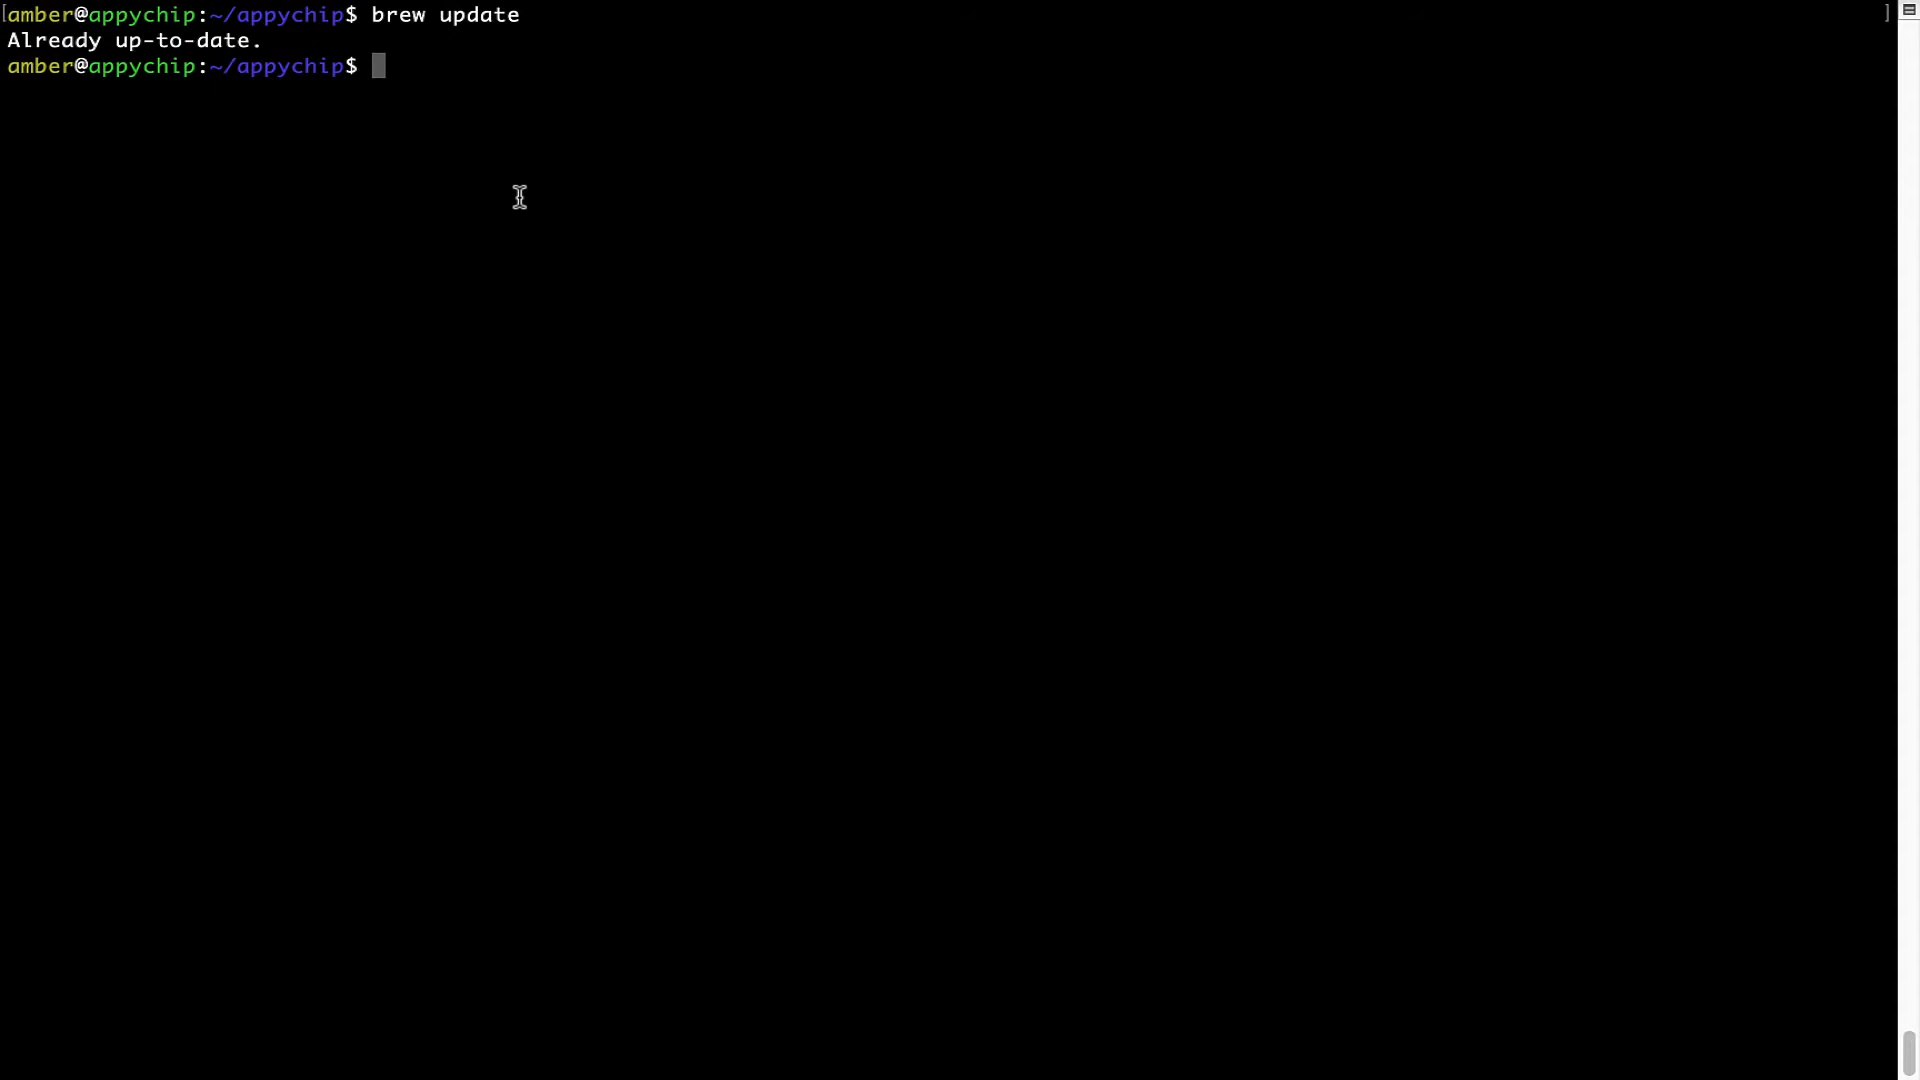 [amber@appychip:~/appychip$ brew update ]
Already up-to-date.
amber@appychip:~/appychip$